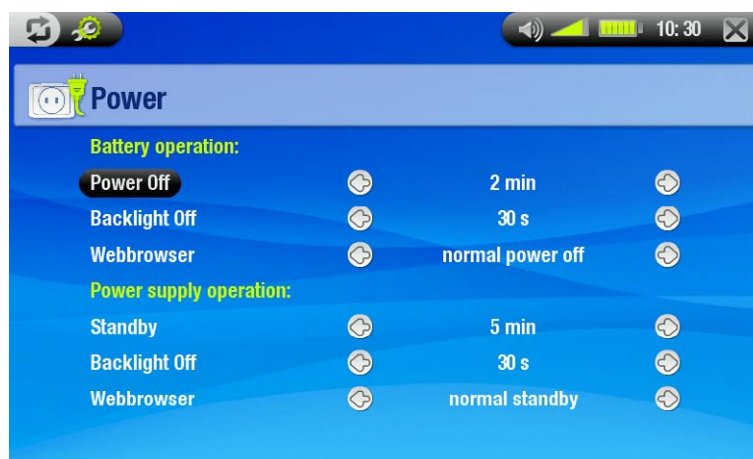 10:30
Power
Battery operation:
Power Off 2 min
Backlight Off 30 s
Webbrowser normal power off
Power supply operation:
Standby 5 min
Backlight Off 30 s
Webbrowser normal standby